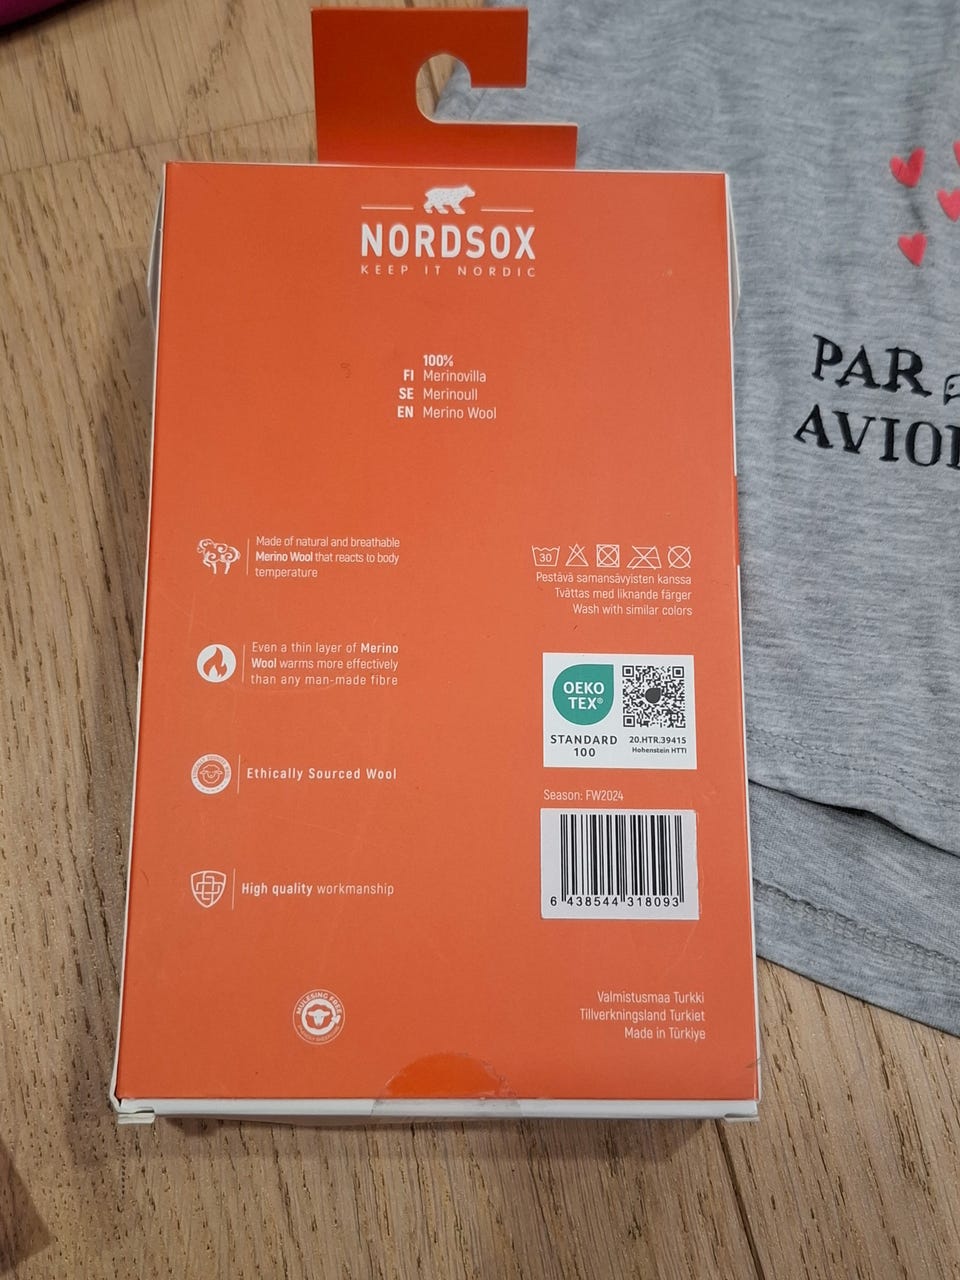 NORDSOX
KEEP IT NORDIC
100%
FI Merinovilla
SE Merinoull
EN Merino Wool
Made of natural and breathable
Merino Wool that reacts to body
temperature
Even a thin layer of Merino
Wool warms more effectively
than any man-made fibre
Ethically Sourced Wool
High quality workmanship
MULESING FREE
30
Pestävä samansävyisten kanssa
Tvättas med liknande färger
Wash with similar colors
OEKO
TEX®
STANDARD
100
20.HTR.39415
Hohenstein HTTI
Season: FW2024
6 438544 318093
Valmistusmaa Turkki
Tillverkningsland Turkiet
Made in Türkiye
PAR
AVION